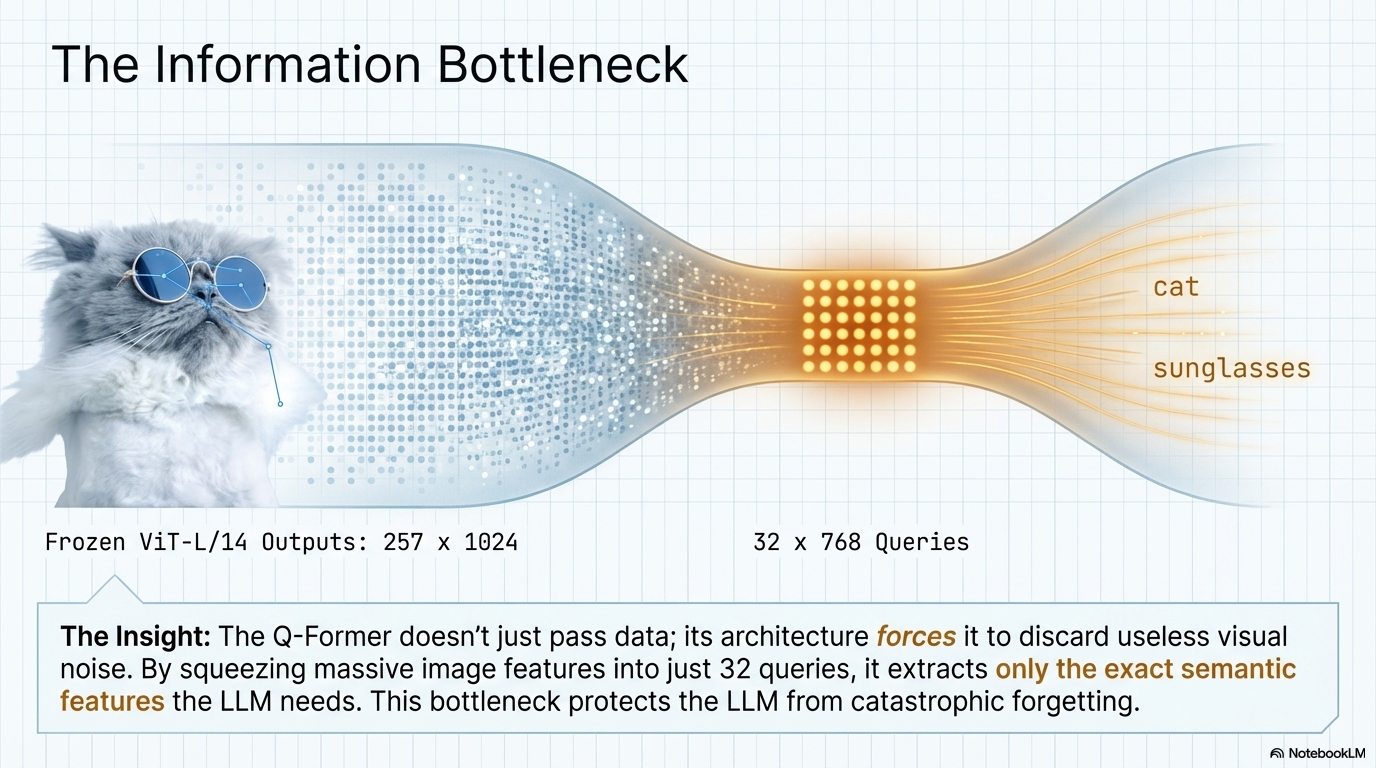 The Information Bottleneck
cat
sunglasses
Frozen ViT-L/14 Outputs: 257 x 1024
32 x 768 Queries
The Insight: The Q-Former doesn't just pass data; its architecture forces it to discard useless visual
noise. By squeezing massive image features into just 32 queries, it extracts only the exact semantic
features the LLM needs. This bottleneck protects the LLM from catastrophic forgetting.
NotebookLM